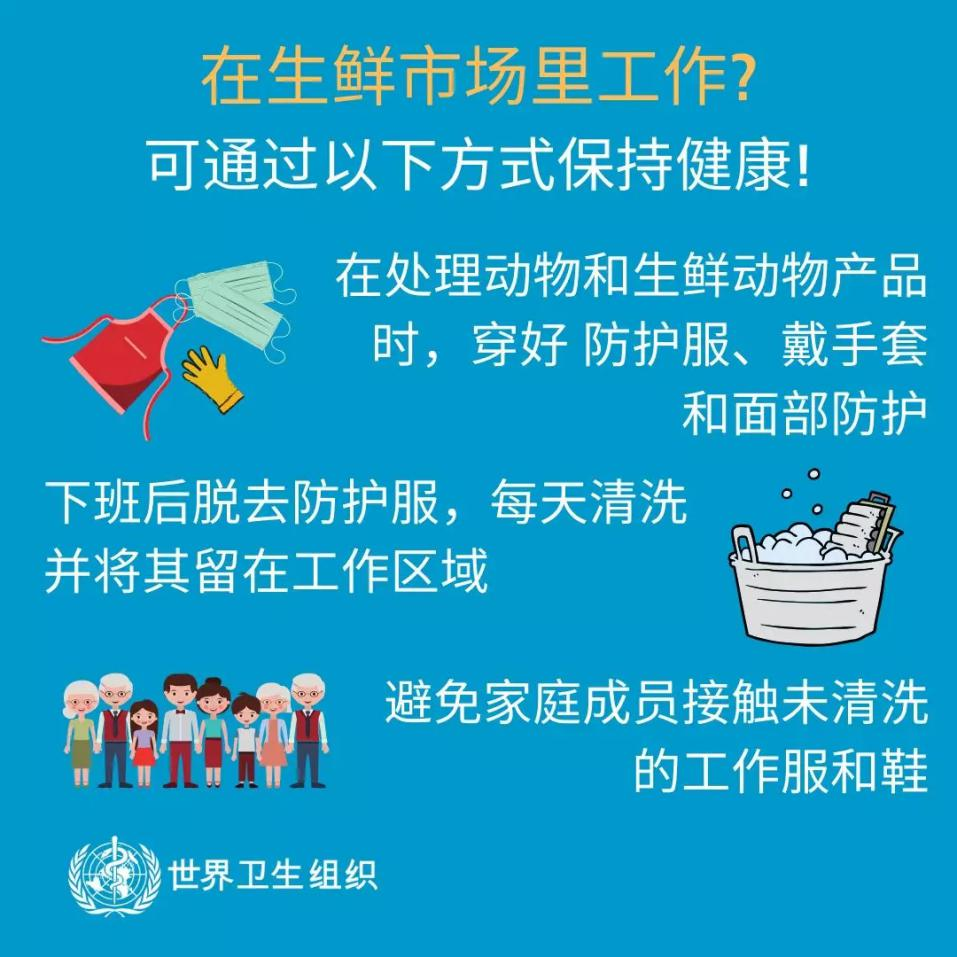 在生鲜市场里工作?
可通过以下方式保持健康!
在处理动物和生鲜动物产品
时，穿好 防护服、戴手套
和面部防护
下班后脱去防护服，每天清洗
并将其留在工作区域
避免家庭成员接触未清洗
的工作服和鞋
世界卫生组织